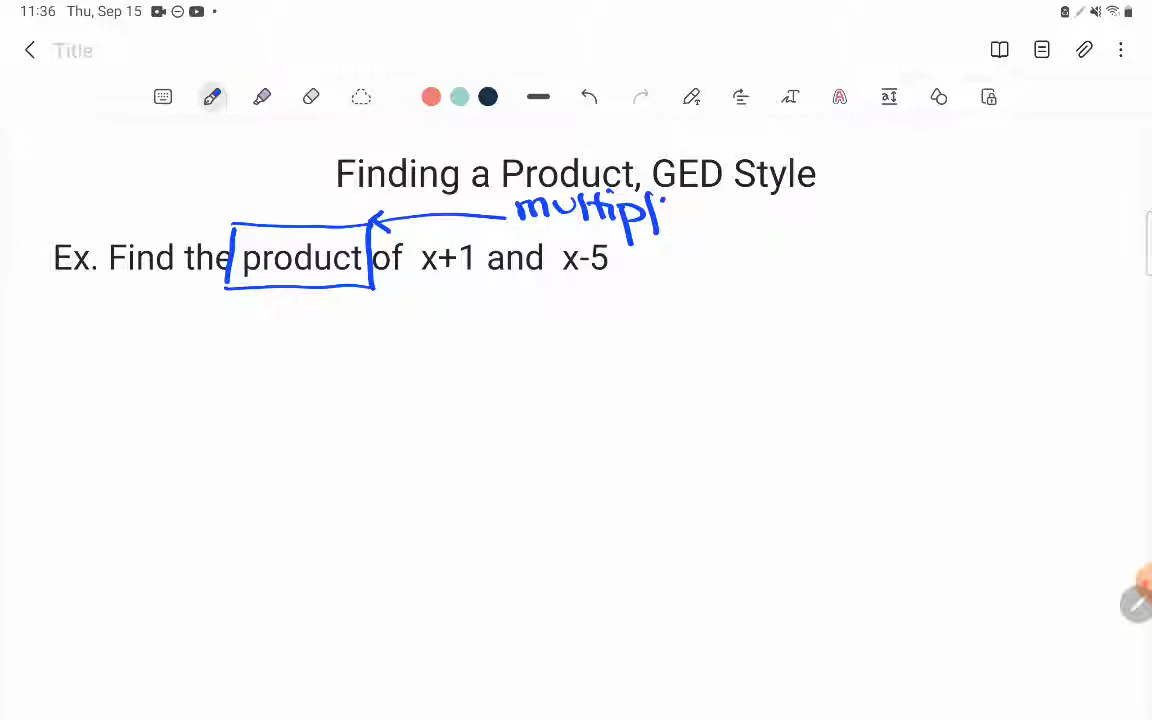 11:36 Thu, Sep 15
Title
Finding a Product, GED Style
multipl
Ex. Find the product of x+1 and x-5